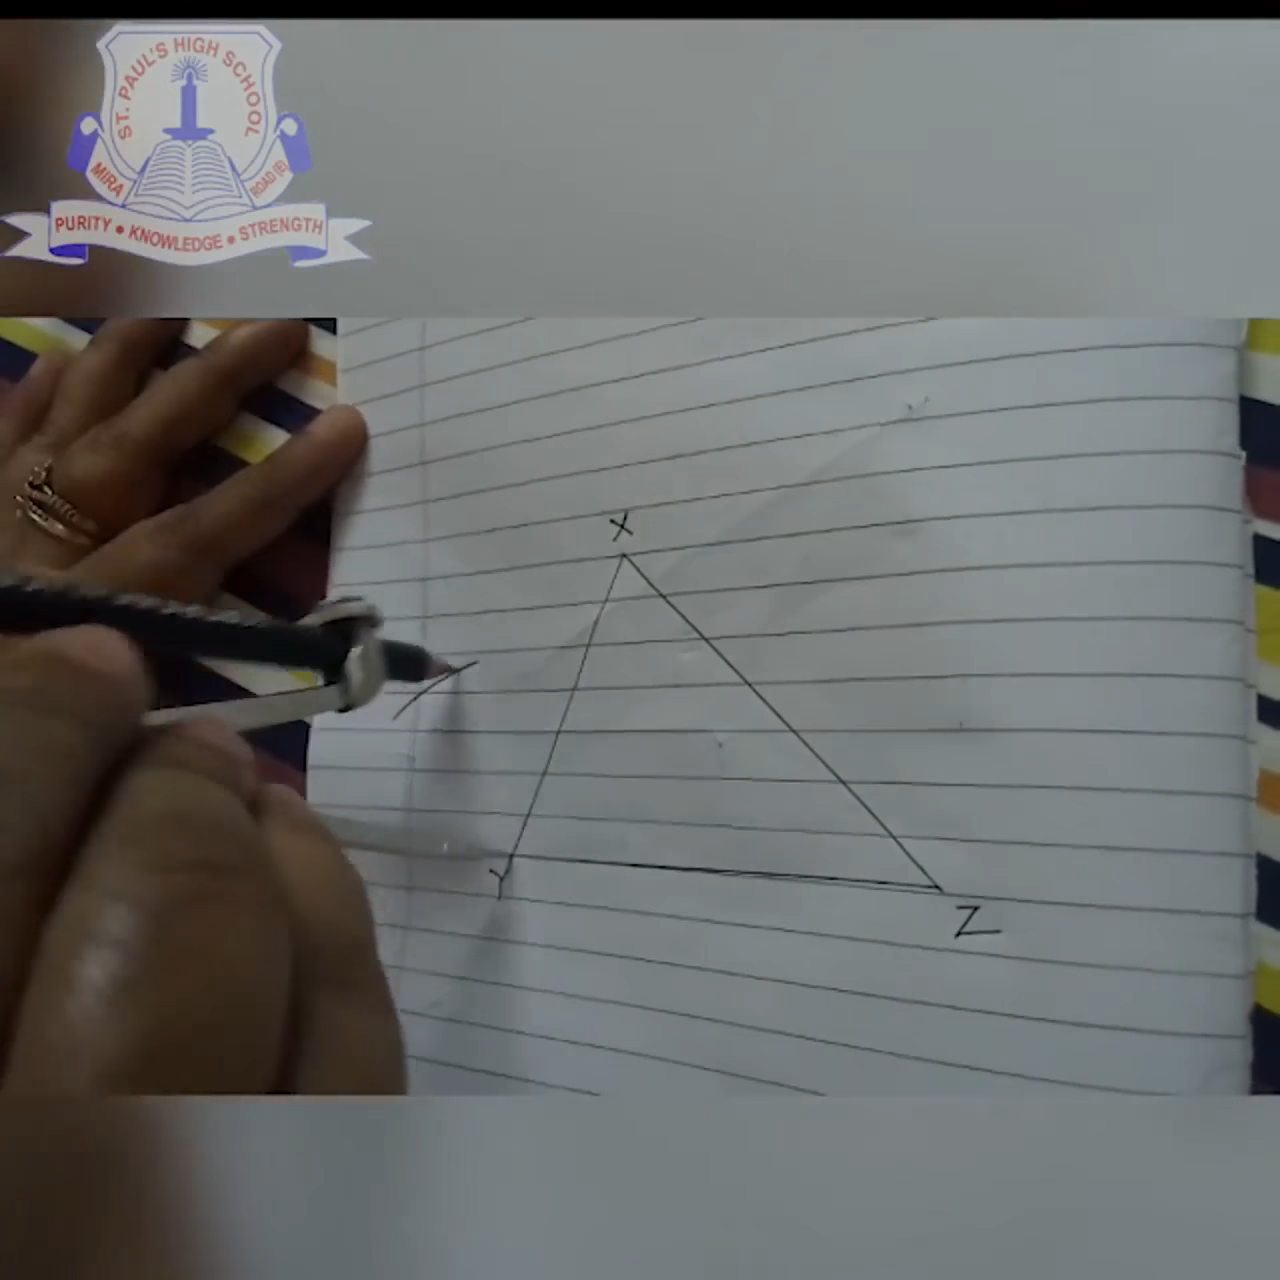 ST. PAUL'S HIGH SCHOOL
MIRA ROAD (E)
PURITY • KNOWLEDGE • STRENGTH
X
Y
Z